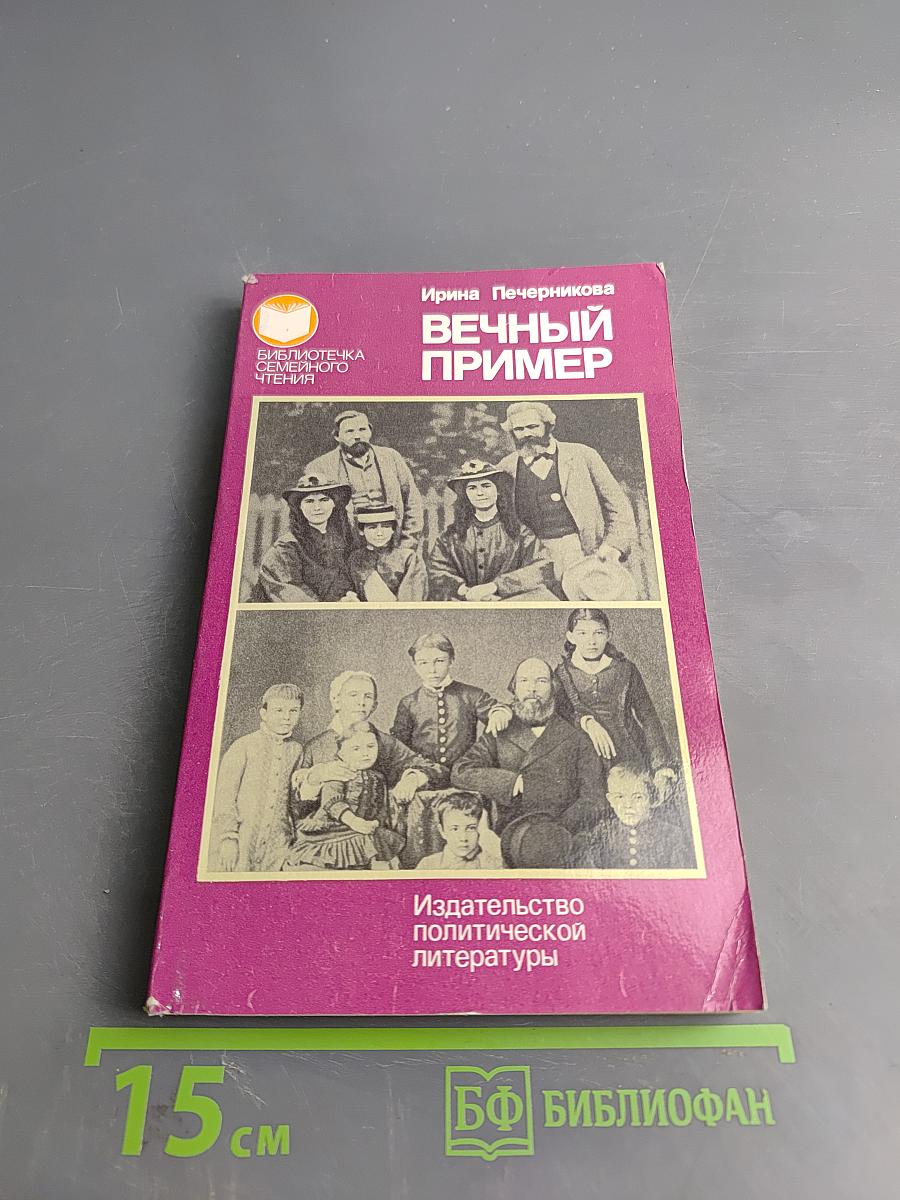 Ирина Печерникова
ВЕЧНЫЙ
ПРИМЕР
БИБЛИОТЕЧКА
СЕМЕЙНОГО
ЧТЕНИЯ
Издательство
политической
литературы
15 см
БФ БИБЛИОФАН